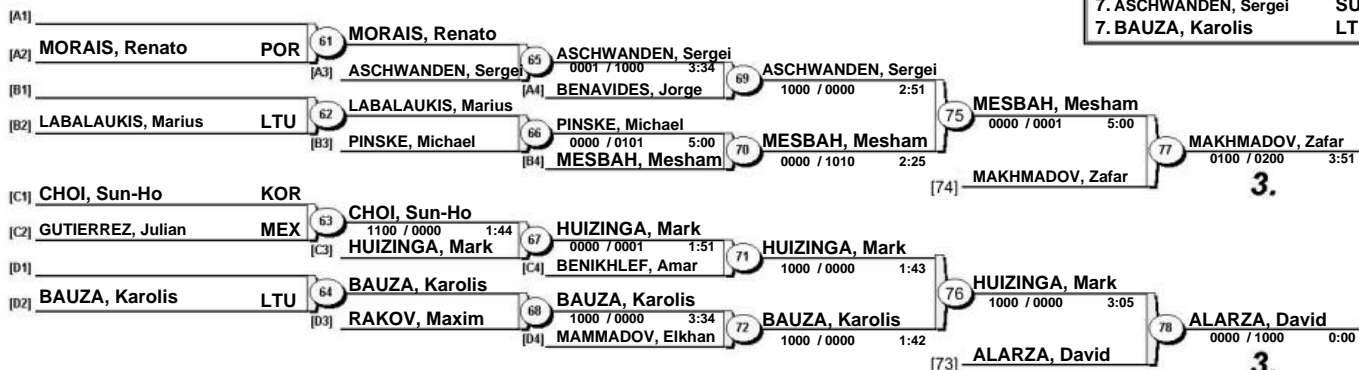 7. ASCHWANDEN, Sergei SU
7. BAUZA, Karolis LT
[A1]
[A2] MORAIS, Renato POR
61 MORAIS, Renato
[A3] ASCHWANDEN, Sergei
65 ASCHWANDEN, Sergei
0001 / 1000 3:34
[A4] BENAVIDES, Jorge
69 ASCHWANDEN, Sergei
1000 / 0000 2:51
[B1]
[B2] LABALAUKIS, Marius LTU
62 LABALAUKIS, Marius
[B3] PINSKE, Michael
66 PINSKE, Michael
0000 / 0101 5:00
[B4] MESBAH, Mesham
70 MESBAH, Mesham
0000 / 1010 2:25
75 MESBAH, Mesham
0000 / 0001 5:00
[74] MAKHMADOV, Zafar
77 MAKHMADOV, Zafar
0100 / 0200 3:51
3.
[C1] CHOI, Sun-Ho KOR
[C2] GUTIERREZ, Julian MEX
63 CHOI, Sun-Ho
1100 / 0000 1:44
[C3] HUIZINGA, Mark
67 HUIZINGA, Mark
0000 / 0001 1:51
[C4] BENIKHLEF, Amar
71 HUIZINGA, Mark
1000 / 0000 1:43
[D1]
[D2] BAUZA, Karolis LTU
64 BAUZA, Karolis
[D3] RAKOV, Maxim
68 BAUZA, Karolis
1000 / 0000 3:34
[D4] MAMMADOV, Elkhan
72 BAUZA, Karolis
1000 / 0000 1:42
76 HUIZINGA, Mark
1000 / 0000 3:05
[73] ALARZA, David
78 ALARZA, David
0000 / 1000 0:00
3.